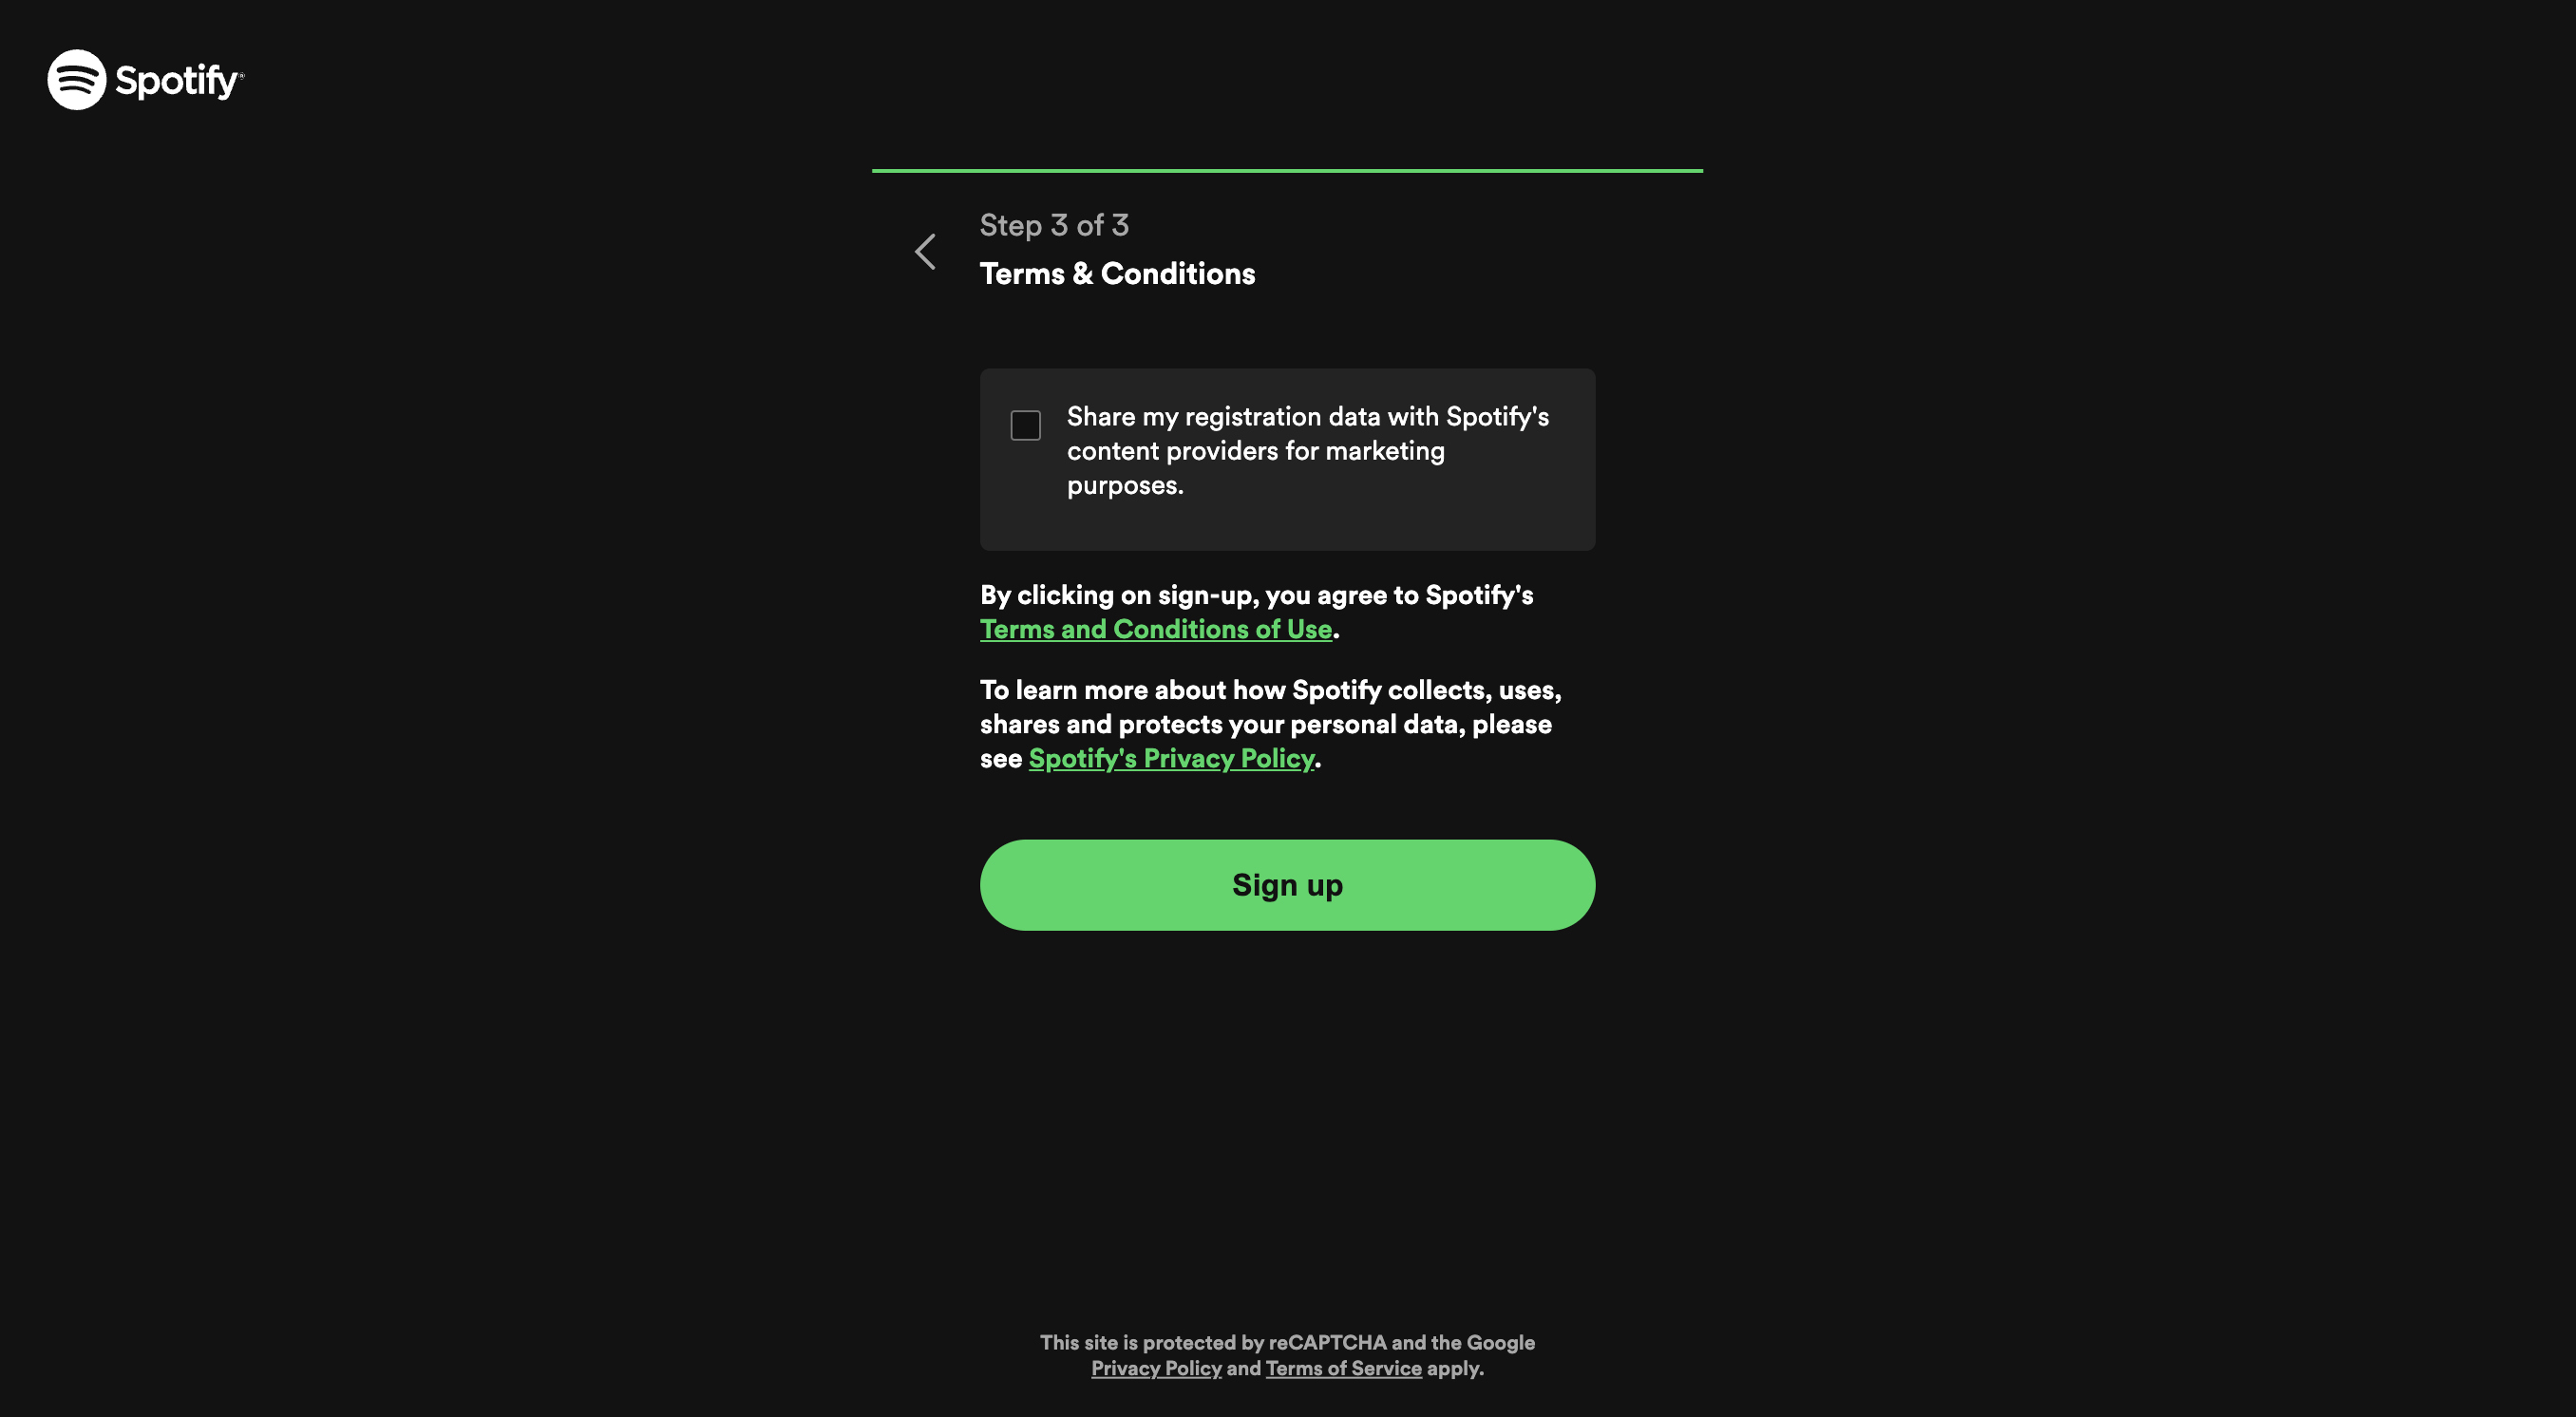 Spotify®
Step 3 of 3
Terms & Conditions
Share my registration data with Spotify's
content providers for marketing
purposes.
By clicking on sign-up, you agree to Spotify's
Terms and Conditions of Use.
To learn more about how Spotify collects, uses,
shares and protects your personal data, please
see Spotify's Privacy Policy.
Sign up
This site is protected by reCAPTCHA and the Google
Privacy Policy and Terms of Service apply.